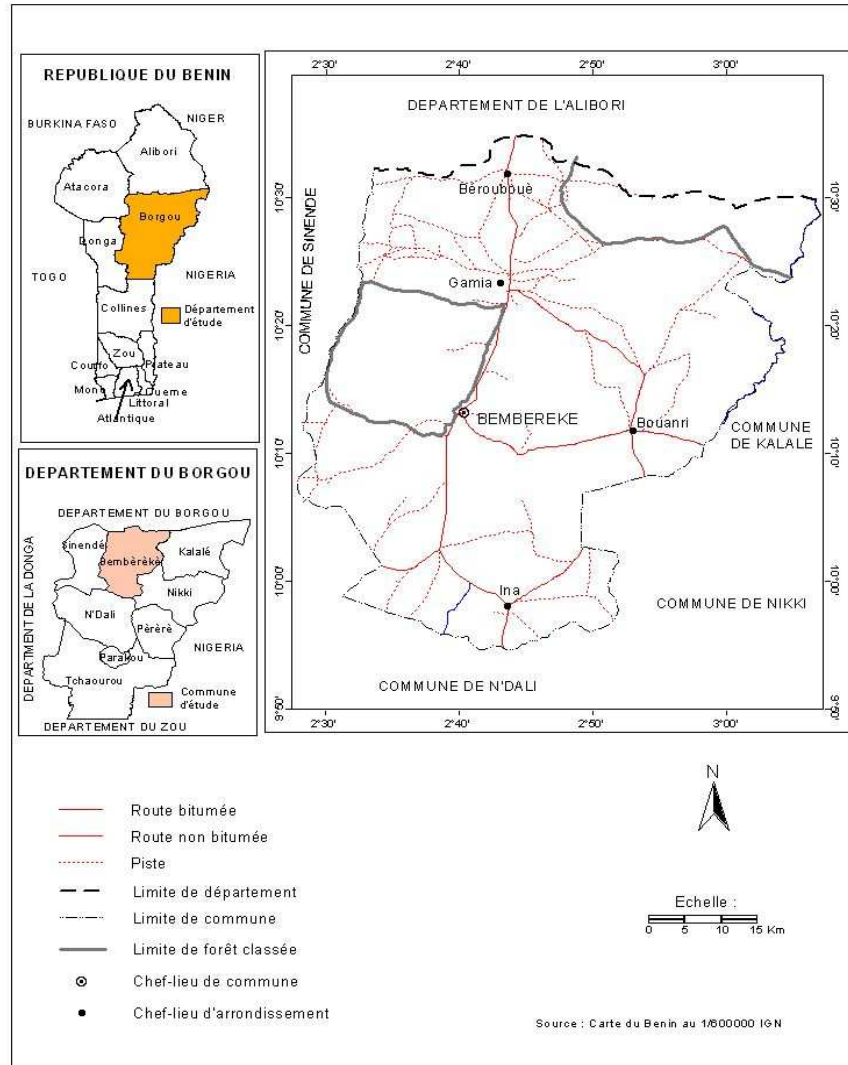 REPUBLIQUE DU BENIN
BURKINA FASO
NIGER
Alibori
Atacora
Borgou
Donga
TOGO
NIGERIA
Collines
Département
d'étude
Zou
Plateau
Couffo
Mono
Oueme
Littoral
Atlantique
DEPARTEMENT DU BORGOU
DEPARTEMENT DU BORGOU
DEPARTMENT DE LA DONGA
Sinendé
Bembèrèkè
Kalalé
Nikki
N'Dali
Pèrèrè
NIGERIA
Parakou
Tchaourou
Commune
d'étude
DEPARTEMENT DU ZOU
2°30'
2°40'
2°50'
3°00'
DEPARTEMENT DE L'ALIBORI
10°30'
10°30'
Bérouboué
COMMUNE DE SINENDE
Gamia
10°20'
10°20'
BEMBEREKE
Bouanri
COMMUNE
DE KALALE
10°10'
10°10'
10°00'
10°00'
Ina
COMMUNE DE NIKKI
COMMUNE DE N'DALI
9°50'
9°50'
2°30'
2°40'
2°50'
3°00'
N
Route bitumée
Route non bitumée
Piste
Limite de département
Limite de commune
Limite de forêt classée
Chef-lieu de commune
Chef-lieu d'arrondissement
Echelle :
0 5 10 15 Km
Source : Carte du Benin au 1/600000 IGN